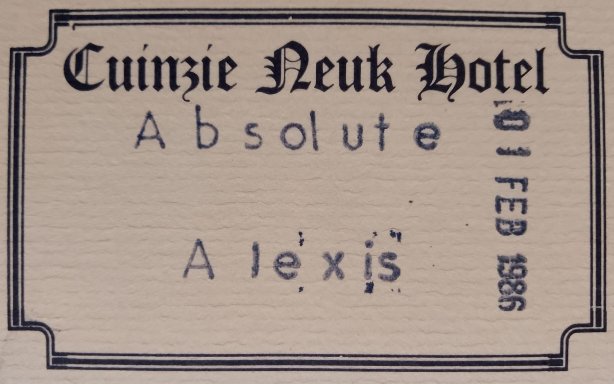 Cuinzie Neuk Hotel
Absolute
Alexis
01 FEB 1986